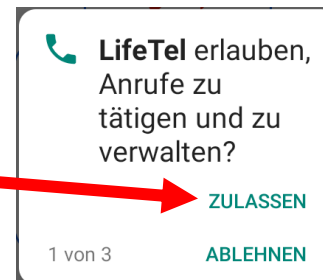 LifeTel erlauben,
Anrufe zu
tätigen und zu
verwalten?
ZULASSEN
1 von 3 ABLEHNEN